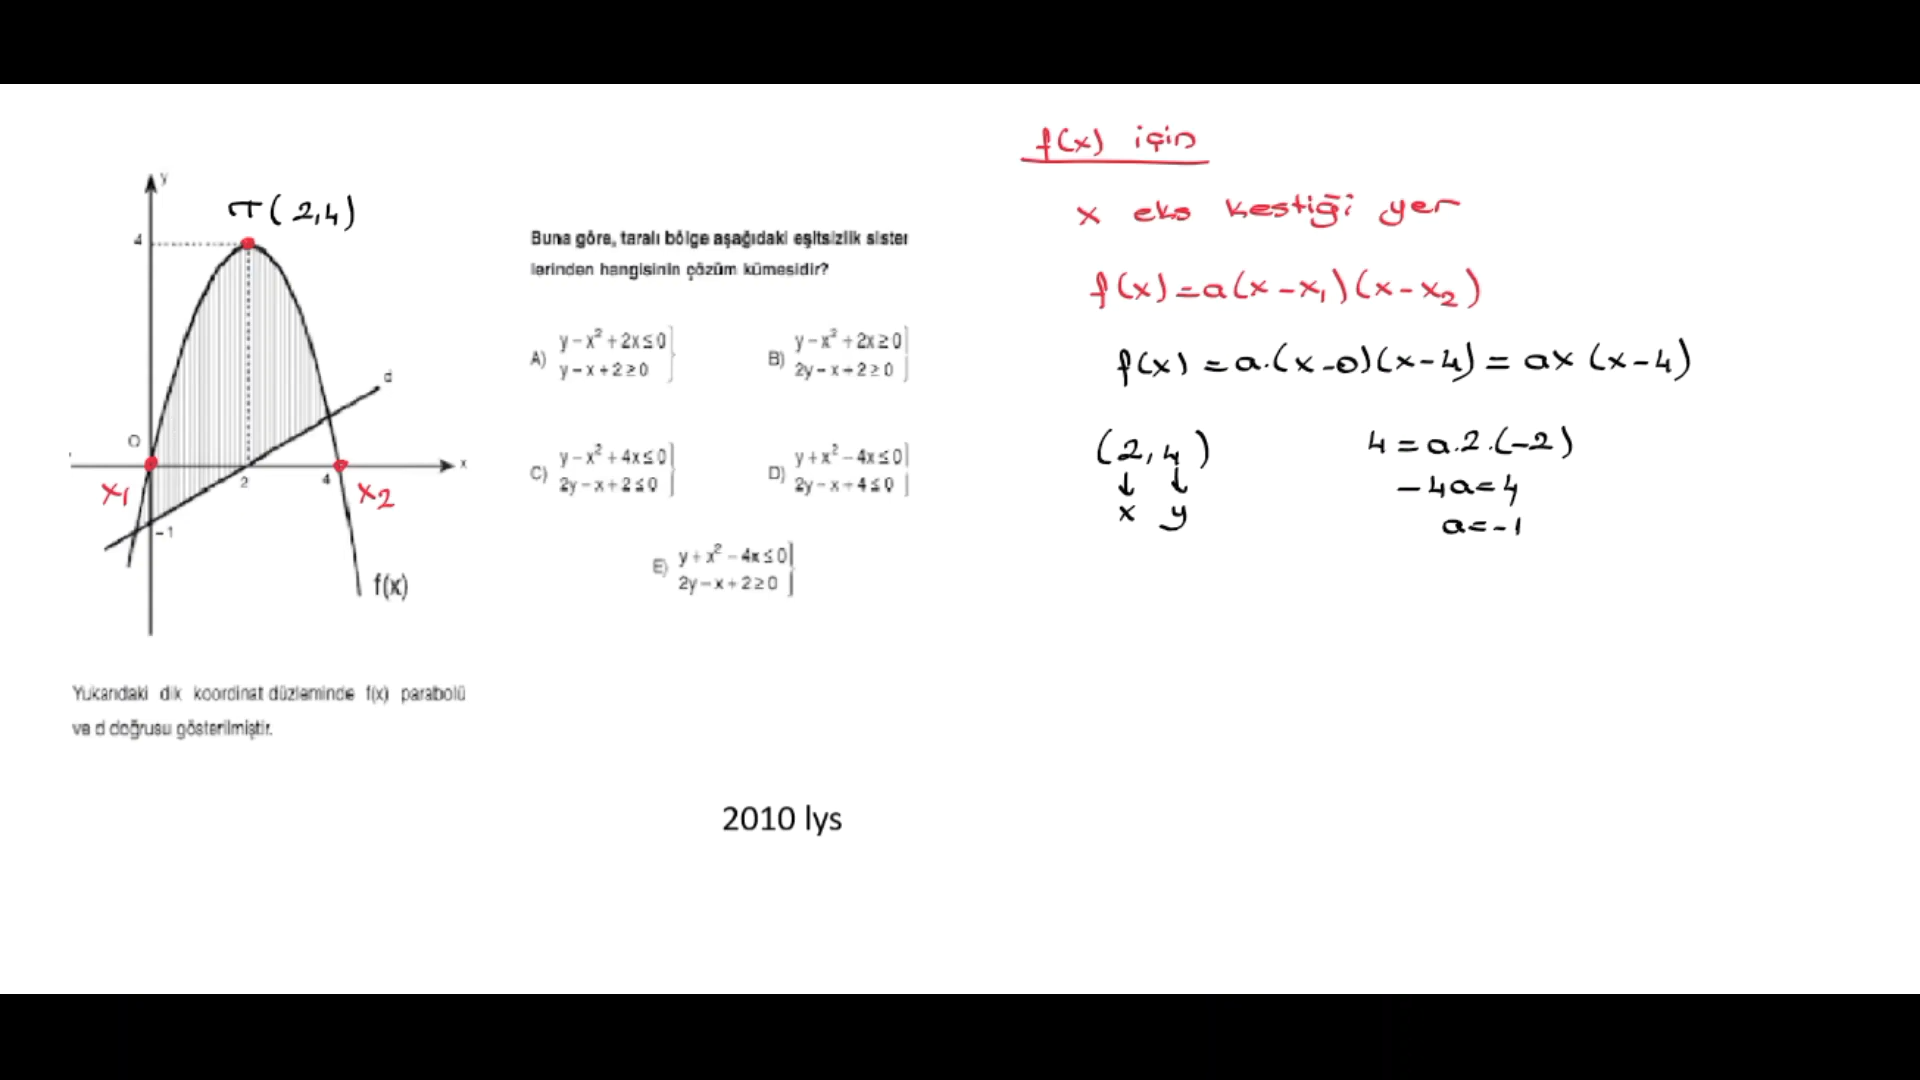 y
T(2,4)
4
d
O
x
x₁
2
4
x₂
-1
f(x)
Yukarıdaki dik koordinat düzleminde f(x) parabolü
ve d doğrusu gösterilmiştir.
Buna göre, taralı bölge aşağıdaki eşitsizlik sister
lerinden hangisinin çözüm kümesidir?
A) y-x²+2x≤0
y-x+2≥0
B) y-x²+2x≥0
2y-x+2≥0
C) y-x²+4x≤0
2y-x+2≤0
D) y+x²-4x≤0
2y-x+4≤0
E) y+x²-4x≤0
2y-x+2≥0
2010 lys
f(x) için
x eks kestiği yer
f(x)=a(x-x₁)(x-x₂)
f(x)=a.(x-0)(x-4)=ax(x-4)
(2,4)
↓ ↓
x y
4=a.2.(-2)
-4a=4
a=-1